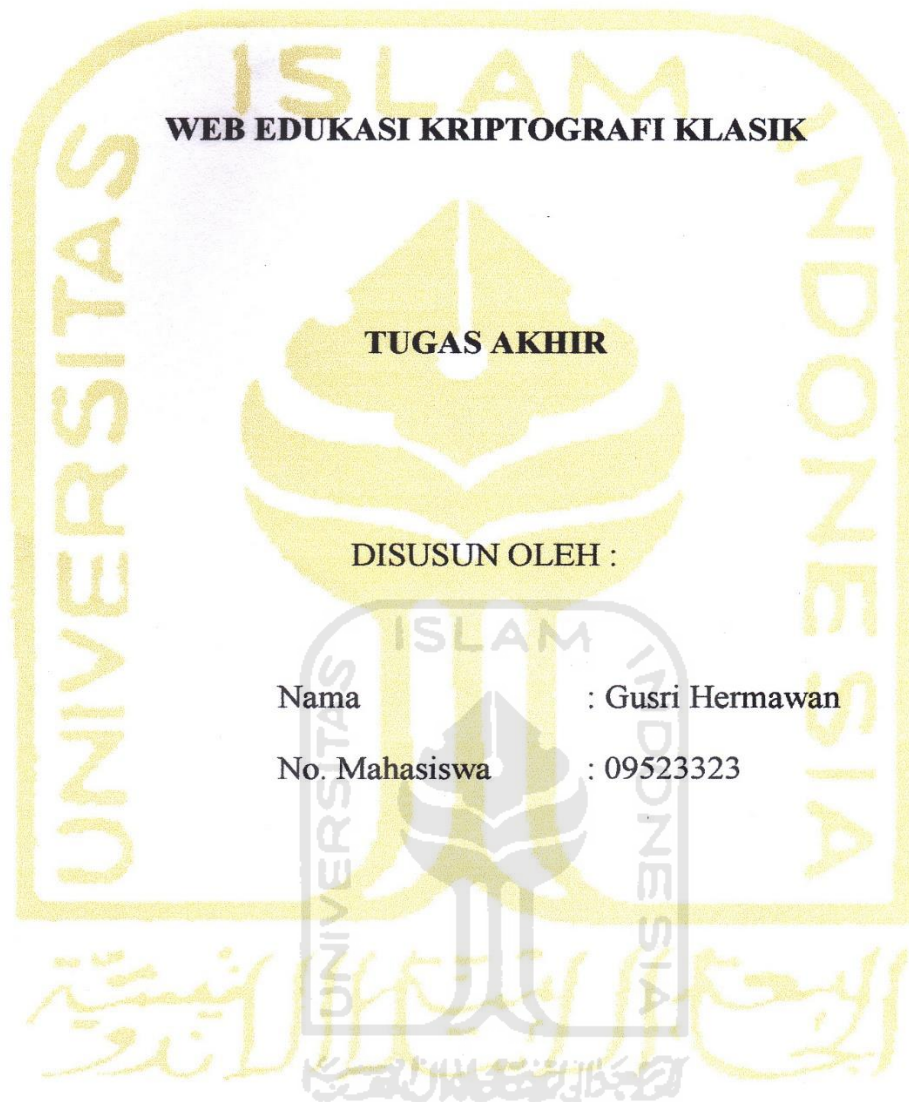 ISLAM
UNIVERSITAS
INDONESIA
WEB EDUKASI KRIPTOGRAFI KLASIK
TUGAS AKHIR
DISUSUN OLEH :
ISLAM
UNIVERSITAS
INDONESIA
Nama : Gusri Hermawan
No. Mahasiswa : 09523323